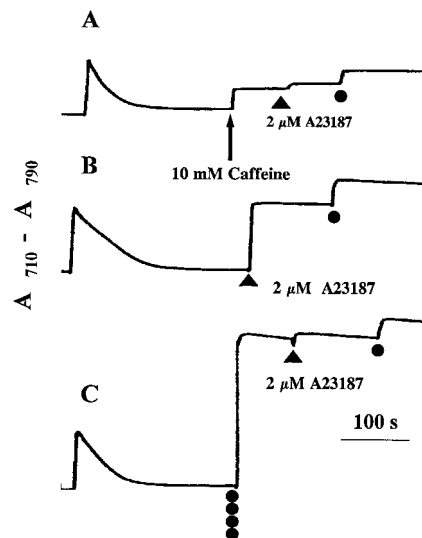 A
2 μM A23187
10 mM Caffeine
B
A 710 - A 790
2 μM A23187
2 μM A23187
C
100 s